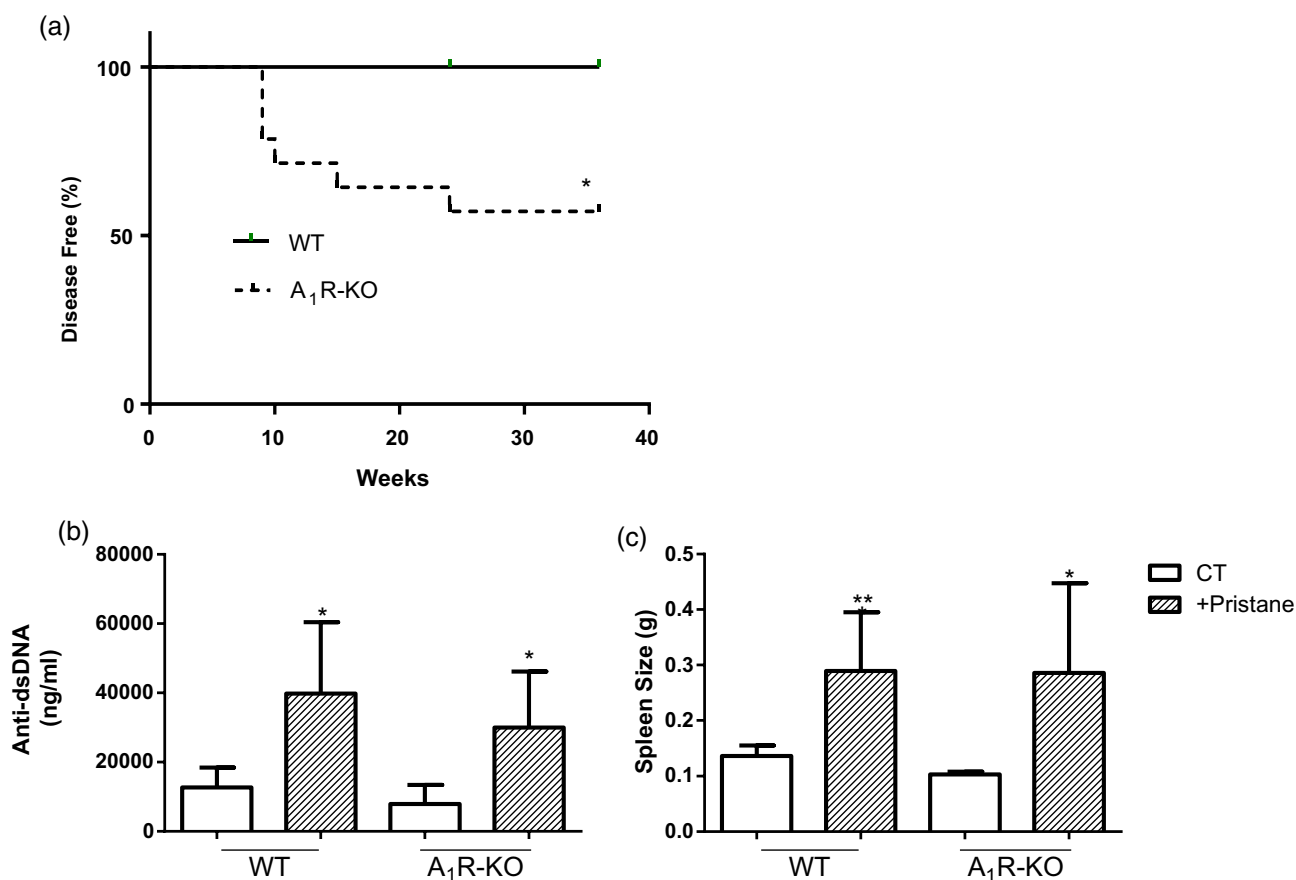 (a)
100
50
0
Disease Free (%)
WT
A1R-KO
*
0 10 20 30 40
Weeks
(b)
80000
60000
40000
20000
0
Anti-dsDNA
(ng/ml)
*
*
WT A1R-KO
(c)
0.5
0.4
0.3
0.2
0.1
0.0
Spleen Size (g)
**
*
*
WT A1R-KO
CT
+Pristane